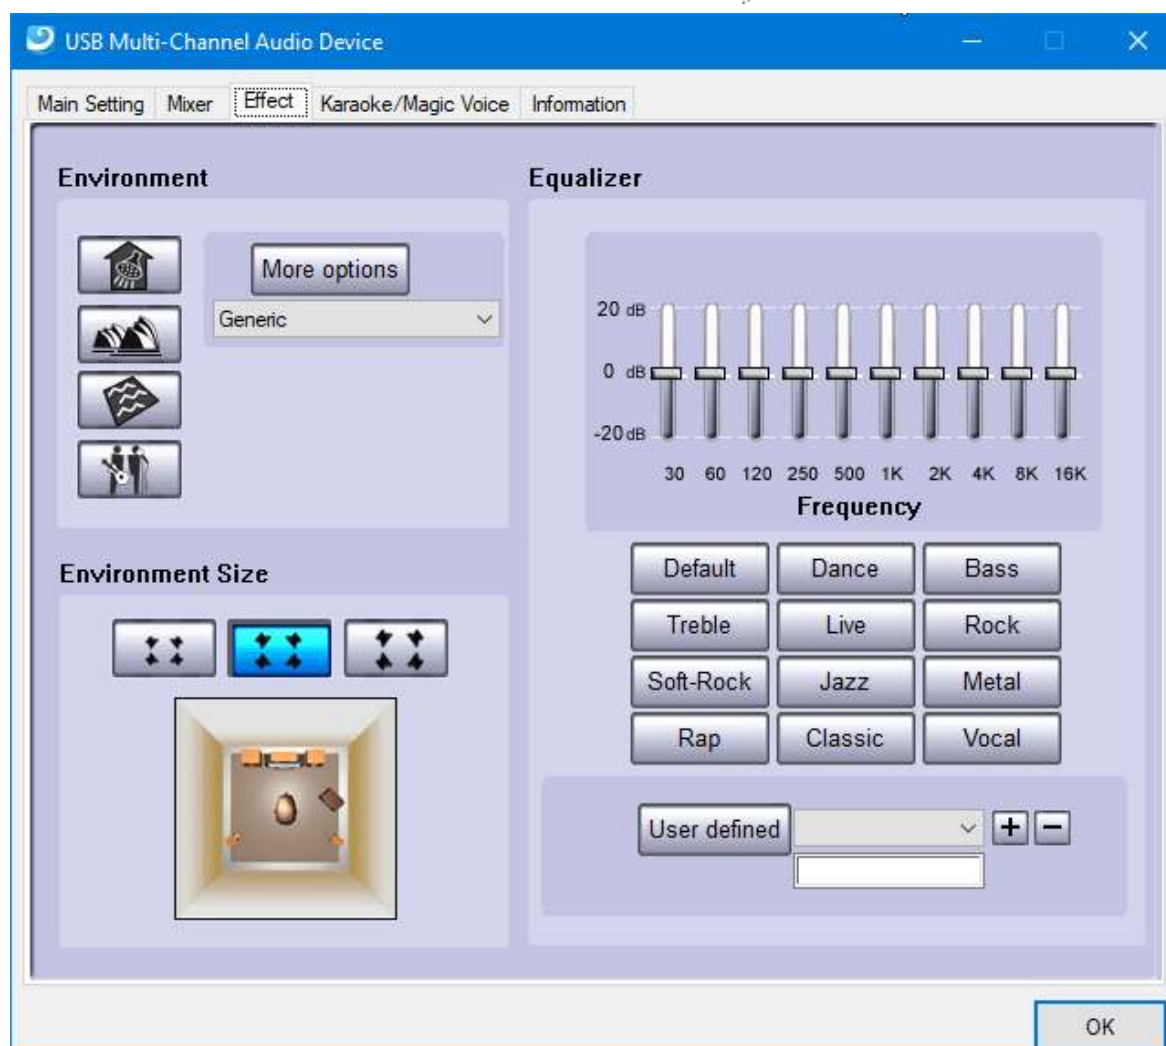 USB Multi-Channel Audio Device
Main Setting Mixer Effect Karaoke/Magic Voice Information
Environment
More options
Generic
Environment Size
Equalizer
20 dB
0 dB
-20 dB
30 60 120 250 500 1K 2K 4K 8K 16K
Frequency
Default Dance Bass
Treble Live Rock
Soft-Rock Jazz Metal
Rap Classic Vocal
User defined
OK